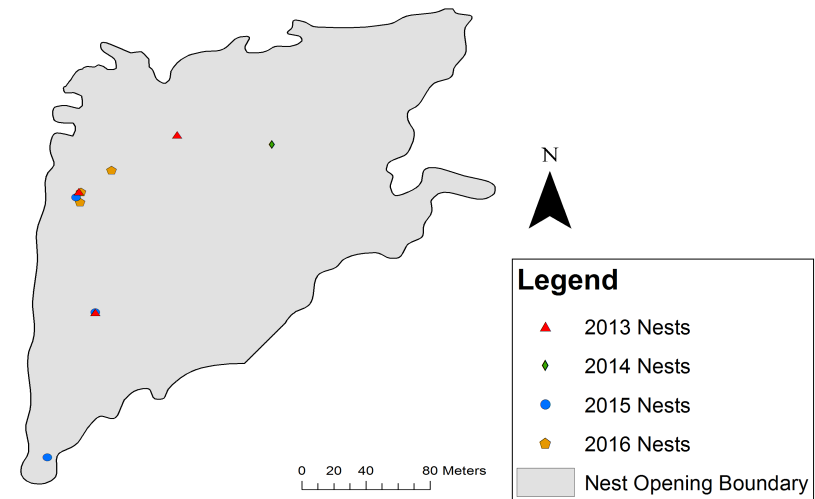 N
Legend
2013 Nests
2014 Nests
2015 Nests
2016 Nests
Nest Opening Boundary
0 20 40 80 Meters